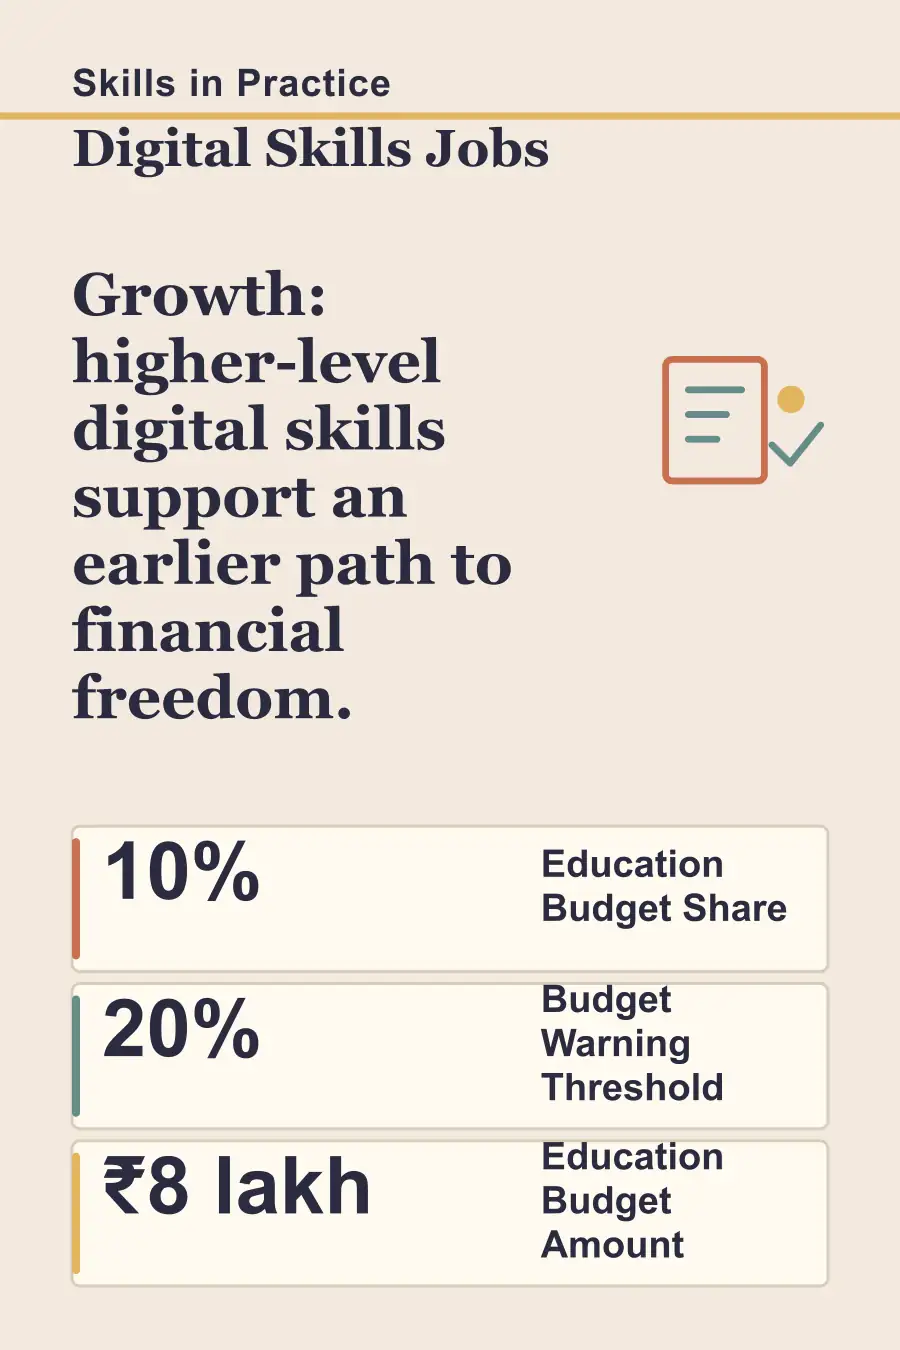 Skills in Practice
Digital Skills Jobs
Growth:
higher-level
digital skills
support an
earlier path to
financial
freedom.
10%
Education
Budget Share
20%
Budget
Warning
Threshold
₹8 lakh
Education
Budget
Amount